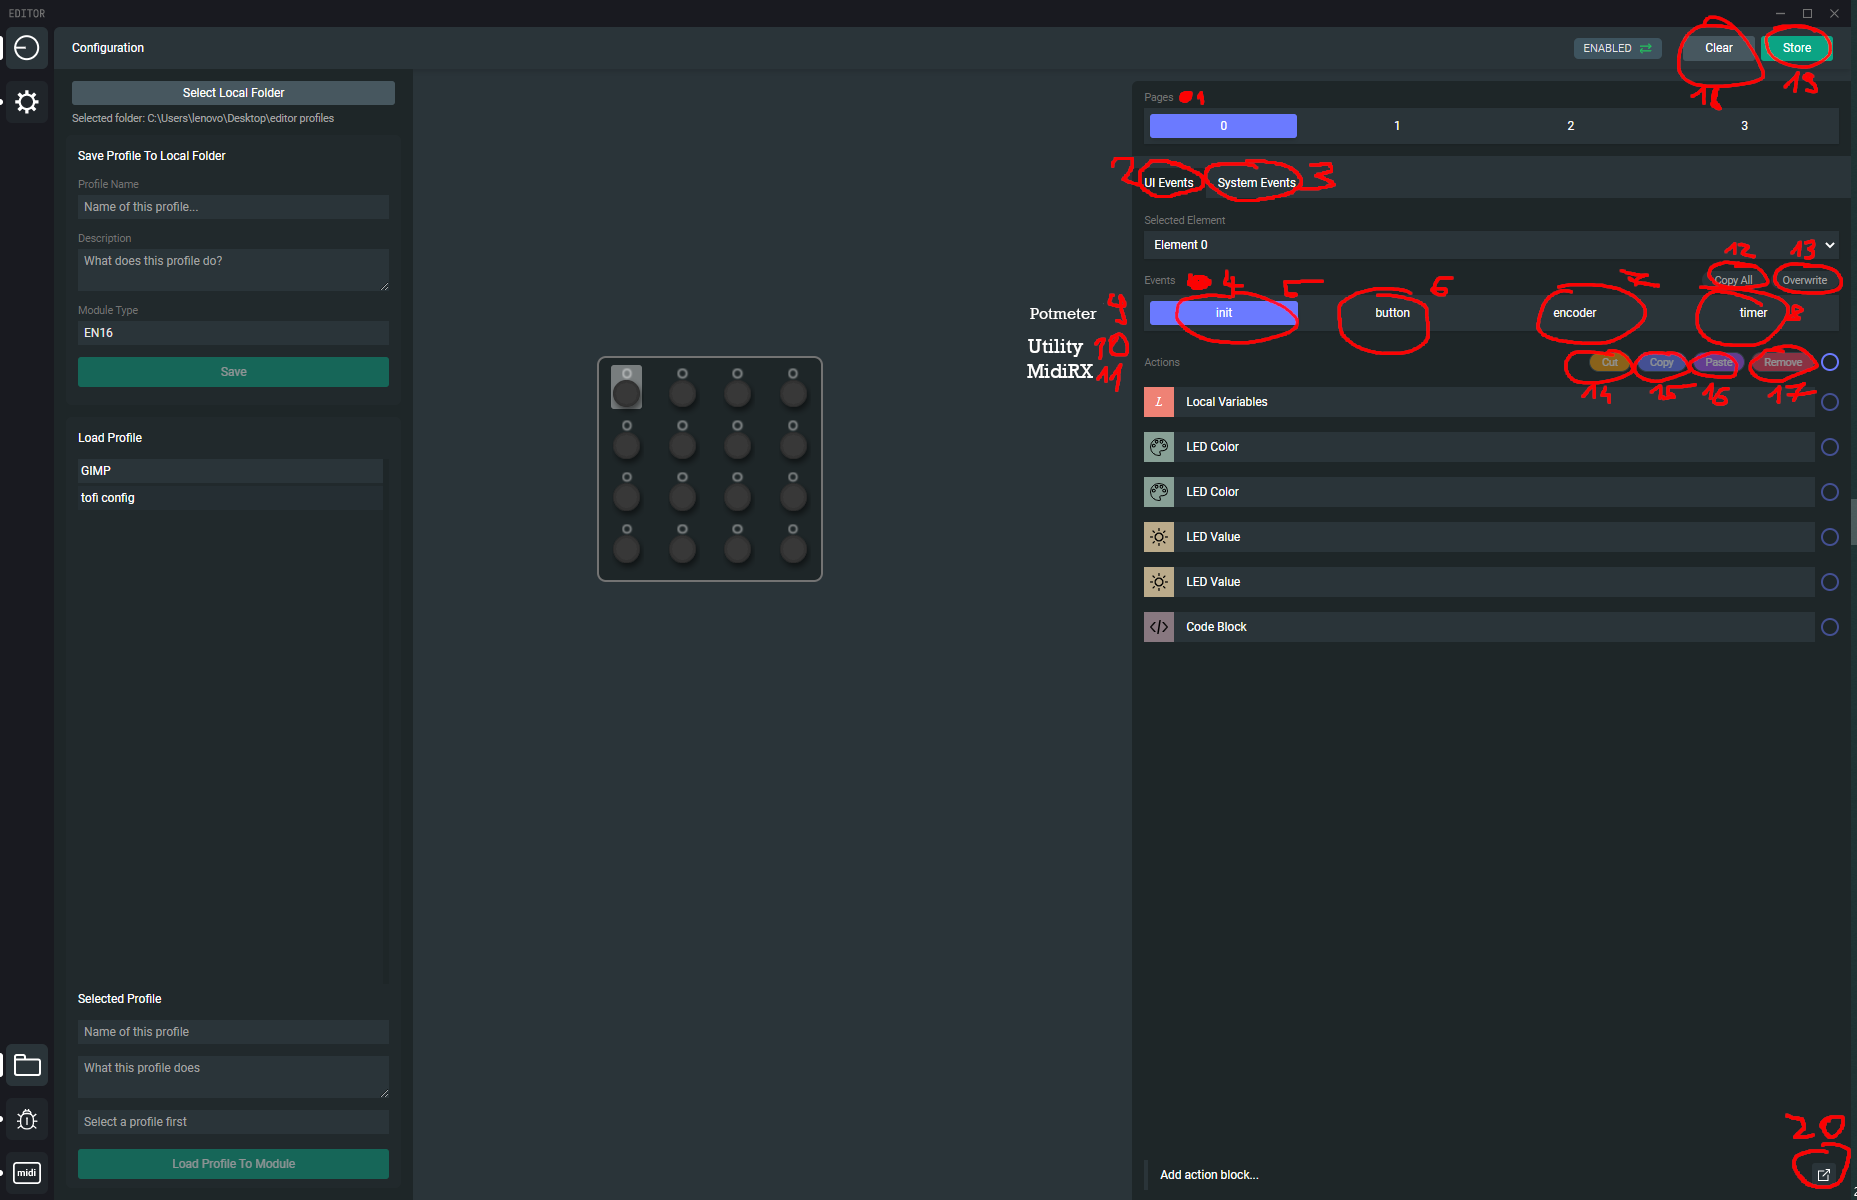 EDITOR
Configuration
ENABLED
Clear
Store
18
19
Select Local Folder
Selected folder: C:\Users\lenovo\Desktop\editor profiles
Save Profile To Local Folder
Profile Name
Name of this profile...
Description
What does this profile do?
Module Type
EN16
Save
Load Profile
GIMP
tofi config
Selected Profile
Name of this profile
What this profile does
Select a profile first
Load Profile To Module
midi
Pages 1
0 1 2 3
2 UI Events System Events 3
Selected Element
Element 0
12 13
Events 4 5 6 7 Copy All Overwrite
init button encoder timer 8
Potmeter 9
Utility 10
MidiRX 11
Actions Cut Copy Paste Remove
14 15 16 17
L Local Variables
LED Color
LED Color
LED Value
LED Value
</> Code Block
20
Add action block...